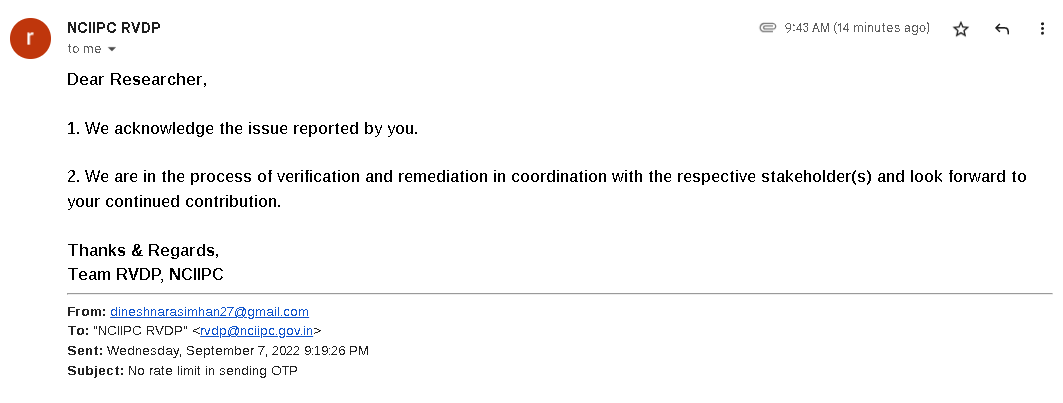 r
NCIIPC RVDP
9:43 AM (14 minutes ago)
to me
Dear Researcher,
1. We acknowledge the issue reported by you.
2. We are in the process of verification and remediation in coordination with the respective stakeholder(s) and look forward to
your continued contribution.
Thanks & Regards,
Team RVDP, NCIIPC
From: dineshnarasimhan27@gmail.com
To: "NCIIPC RVDP" <rvdp@nciipc.gov.in>
Sent: Wednesday, September 7, 2022 9:19:26 PM
Subject: No rate limit in sending OTP